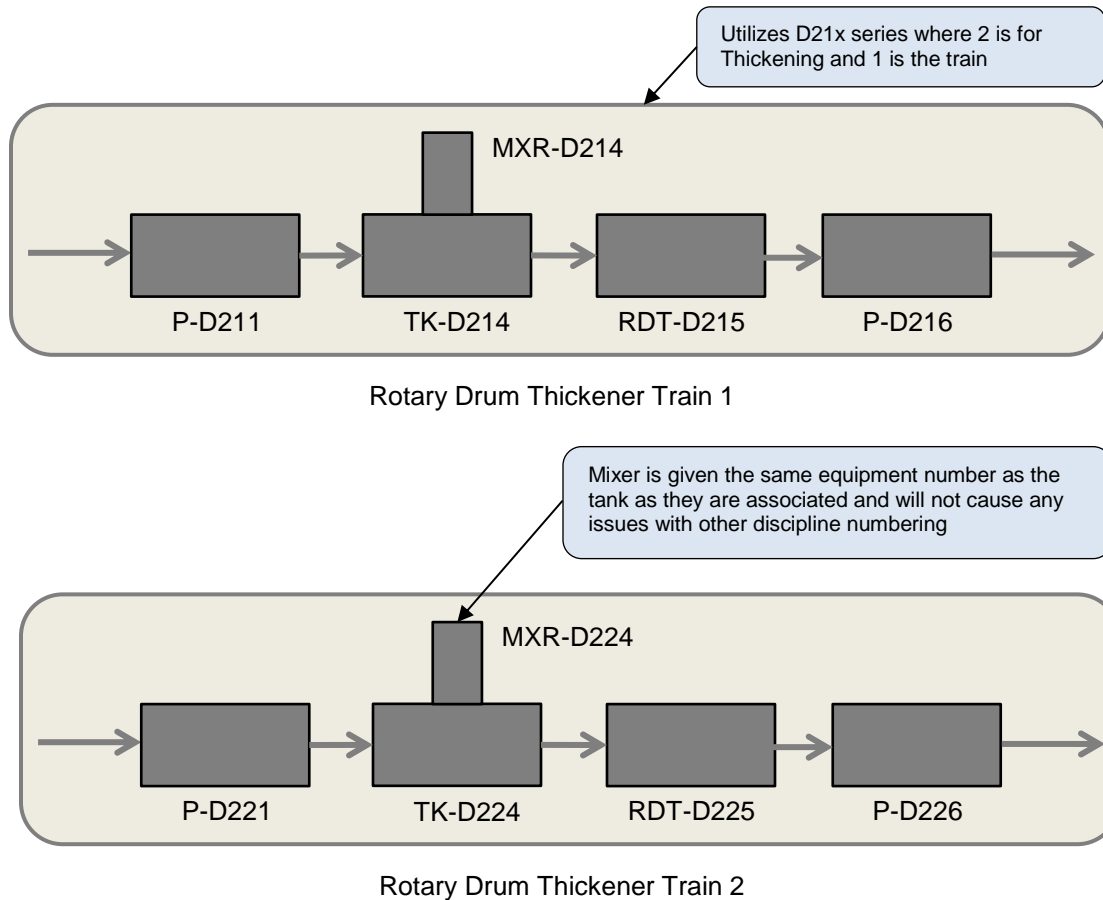 Utilizes D21x series where 2 is for
Thickening and 1 is the train
MXR-D214
P-D211
TK-D214
RDT-D215
P-D216
Rotary Drum Thickener Train 1
Mixer is given the same equipment number as the
tank as they are associated and will not cause any
issues with other discipline numbering
MXR-D224
P-D221
TK-D224
RDT-D225
P-D226
Rotary Drum Thickener Train 2